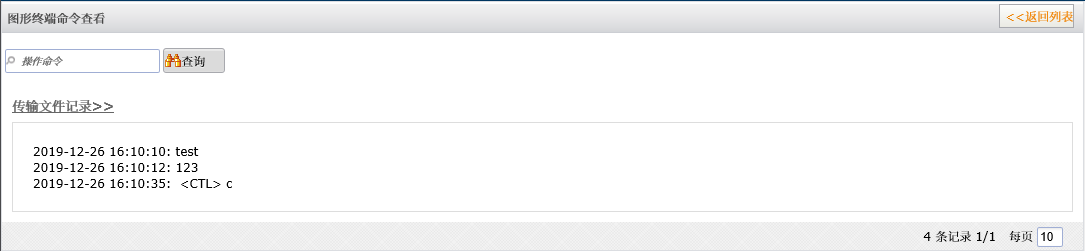 图形终端命令查看
<<返回列表
操作命令
查询
传输文件记录>>
2019-12-26 16:10:10: test
2019-12-26 16:10:12: 123
2019-12-26 16:10:35:  <CTL> c
4 条记录 1/1 每页 10